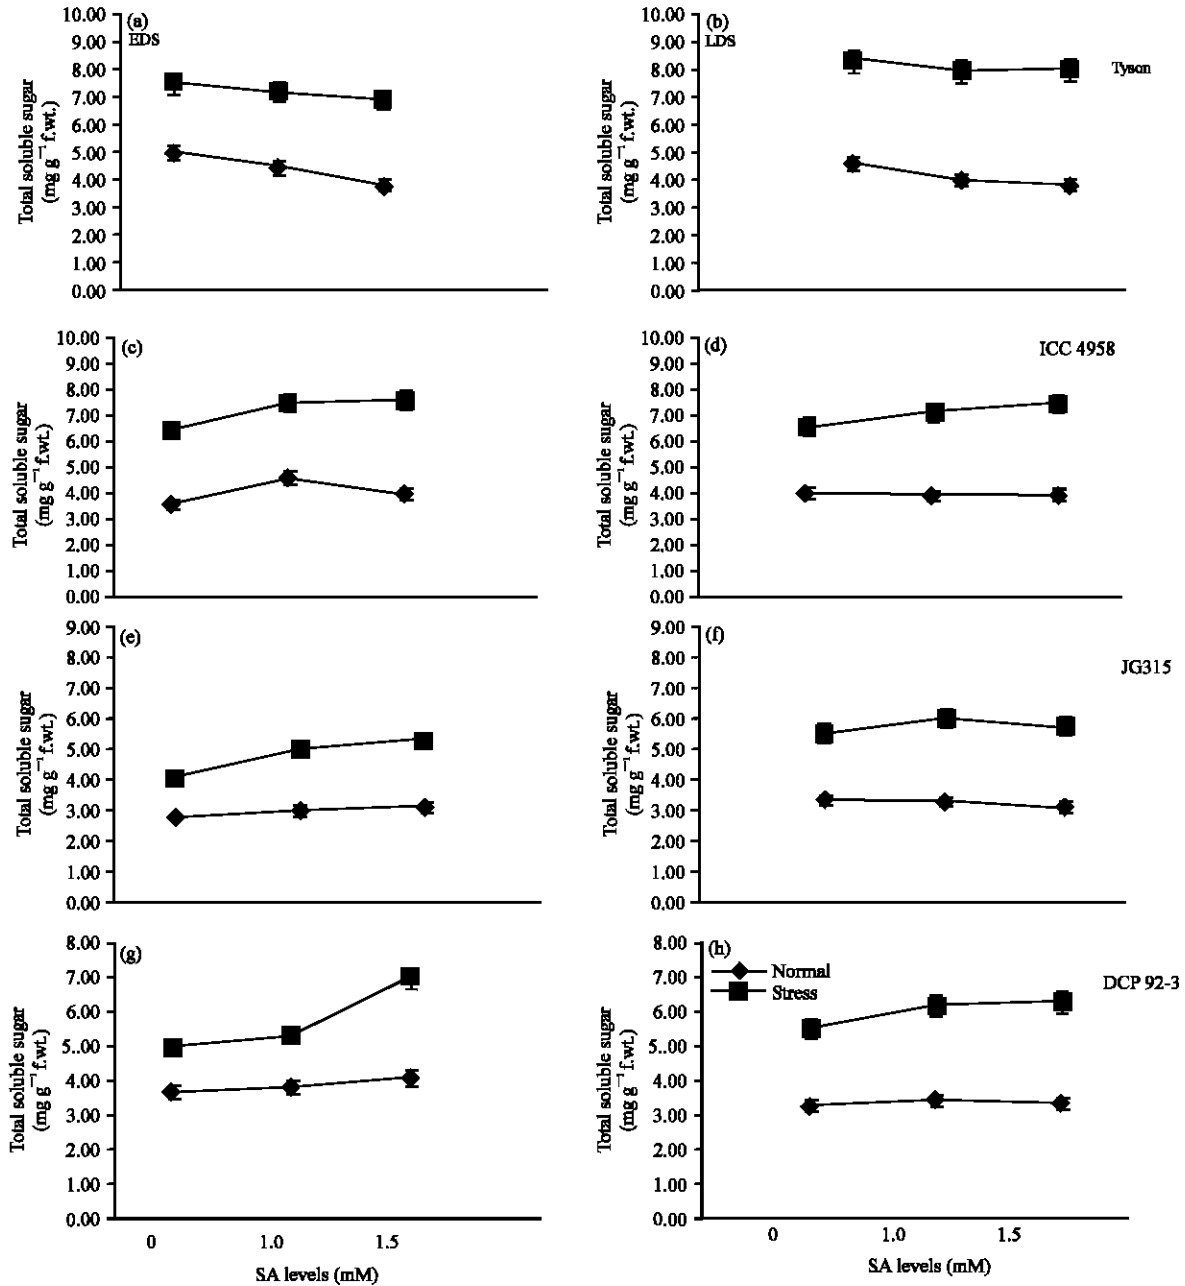 (a)
EDS
10.00
9.00
8.00
7.00
6.00
5.00
4.00
3.00
2.00
1.00
0.00
Total soluble sugar
(mg g⁻¹ f.wt.)
(b)
LDS
Tyson
10.00
9.00
8.00
7.00
6.00
5.00
4.00
3.00
2.00
1.00
0.00
Total soluble sugar
(mg g⁻¹ f.wt.)
(c)
10.00
9.00
8.00
7.00
6.00
5.00
4.00
3.00
2.00
1.00
0.00
Total soluble sugar
(mg g⁻¹ f.wt.)
(d)
ICC 4958
10.00
9.00
8.00
7.00
6.00
5.00
4.00
3.00
2.00
1.00
0.00
Total soluble sugar
(mg g⁻¹ f.wt.)
(e)
9.00
8.00
7.00
6.00
5.00
4.00
3.00
2.00
1.00
0.00
Total soluble sugar
(mg g⁻¹ f.wt.)
(f)
JG315
9.00
8.00
7.00
6.00
5.00
4.00
3.00
2.00
1.00
0.00
Total soluble sugar
(mg g⁻¹ f.wt.)
(g)
8.00
7.00
6.00
5.00
4.00
3.00
2.00
1.00
0.00
Total soluble sugar
(mg g⁻¹ f.wt.)
0 1.0 1.5
SA levels (mM)
(h)
Normal
Stress
DCP 92-3
8.00
7.00
6.00
5.00
4.00
3.00
2.00
1.00
0.00
Total soluble sugar
(mg g⁻¹ f.wt.)
0 1.0 1.5
SA levels (mM)